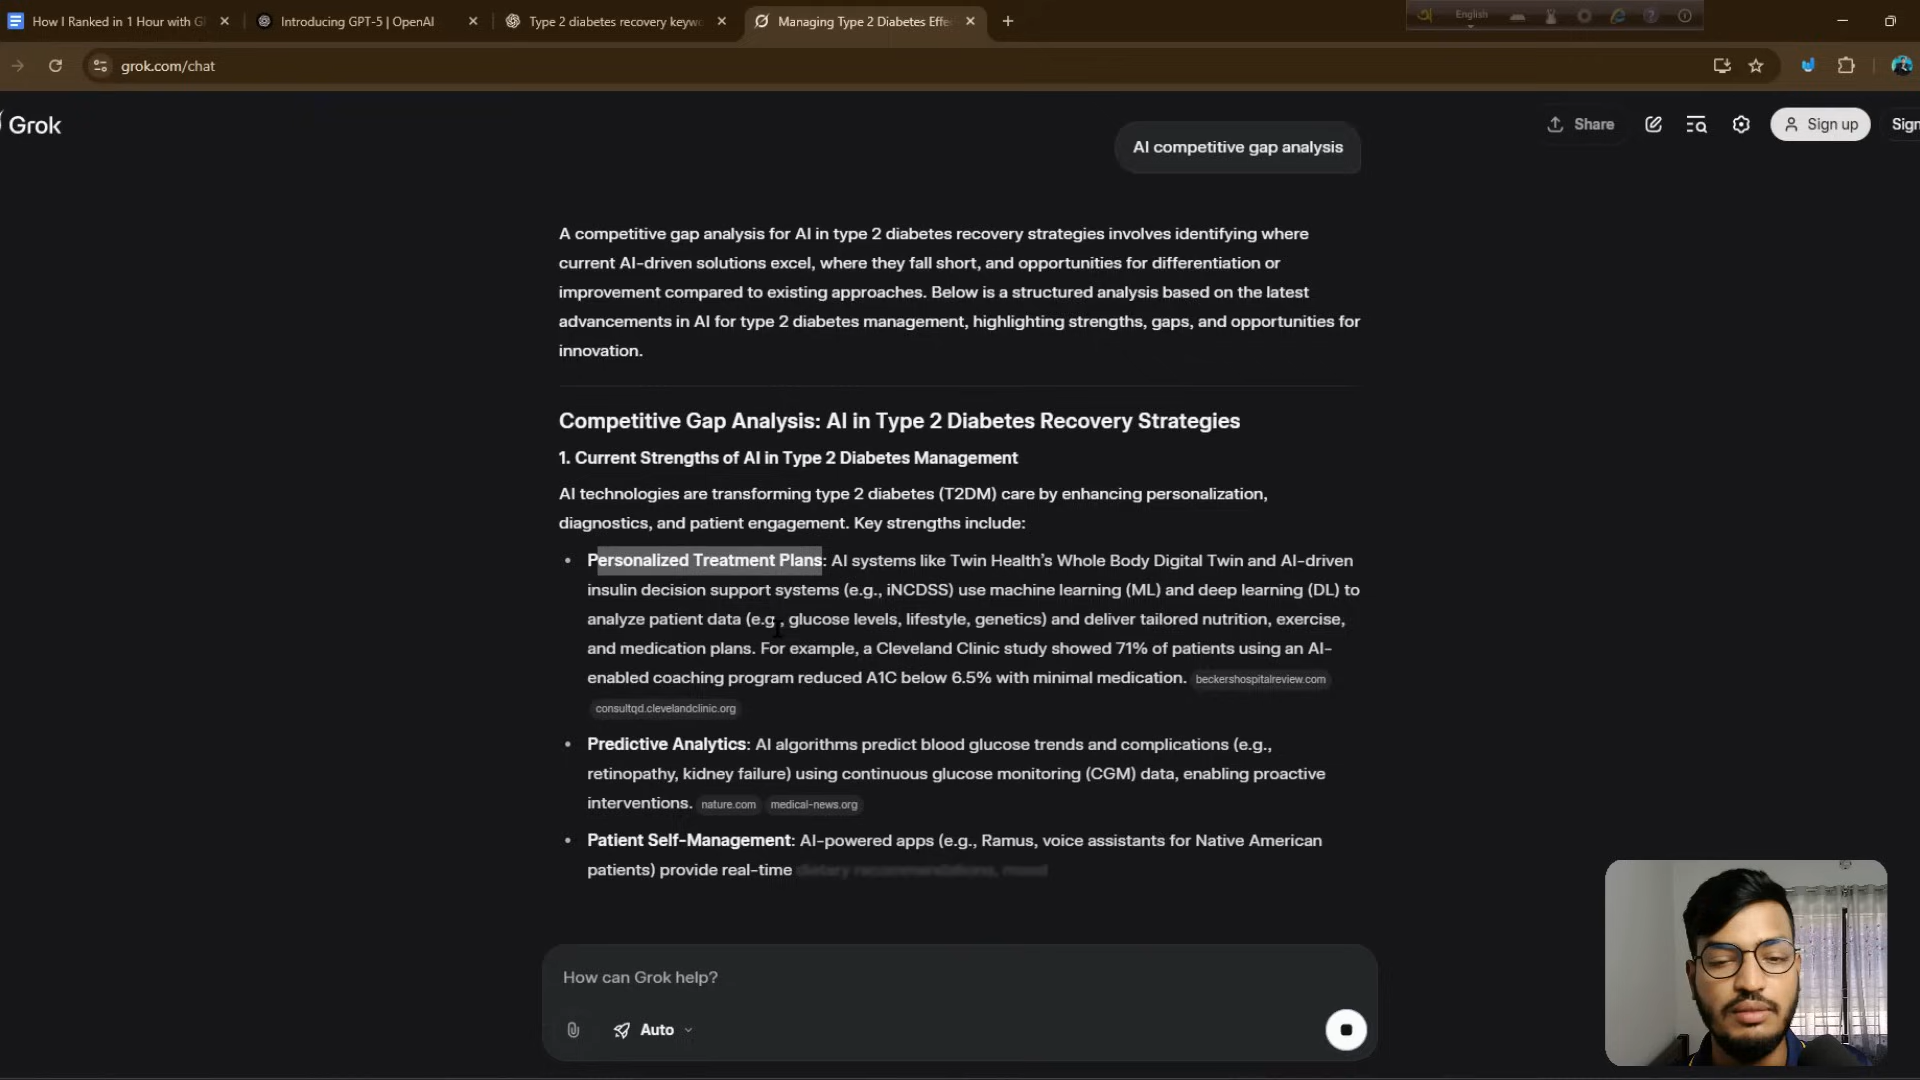 How I Ranked in 1 Hour with G
Introducing GPT-5 | OpenAI
Type 2 diabetes recovery keywo
Managing Type 2 Diabetes Effe
English
grok.com/chat
Grok
Share
Sign up
Sign
AI competitive gap analysis
A competitive gap analysis for AI in type 2 diabetes recovery strategies involves identifying where
current AI-driven solutions excel, where they fall short, and opportunities for differentiation or
improvement compared to existing approaches. Below is a structured analysis based on the latest
advancements in AI for type 2 diabetes management, highlighting strengths, gaps, and opportunities for
innovation.
Competitive Gap Analysis: AI in Type 2 Diabetes Recovery Strategies
1. Current Strengths of AI in Type 2 Diabetes Management
AI technologies are transforming type 2 diabetes (T2DM) care by enhancing personalization,
diagnostics, and patient engagement. Key strengths include:
• Personalized Treatment Plans: AI systems like Twin Health's Whole Body Digital Twin and AI-driven
insulin decision support systems (e.g., iNCDSS) use machine learning (ML) and deep learning (DL) to
analyze patient data (e.g., glucose levels, lifestyle, genetics) and deliver tailored nutrition, exercise,
and medication plans. For example, a Cleveland Clinic study showed 71% of patients using an AI-
enabled coaching program reduced A1C below 6.5% with minimal medication. beckershospitalreview.com
consultqd.clevelandclinic.org
• Predictive Analytics: AI algorithms predict blood glucose trends and complications (e.g.,
retinopathy, kidney failure) using continuous glucose monitoring (CGM) data, enabling proactive
interventions. nature.com medical-news.org
• Patient Self-Management: AI-powered apps (e.g., Ramus, voice assistants for Native American
patients) provide real-time dietary recommendations, mood
How can Grok help?
Auto